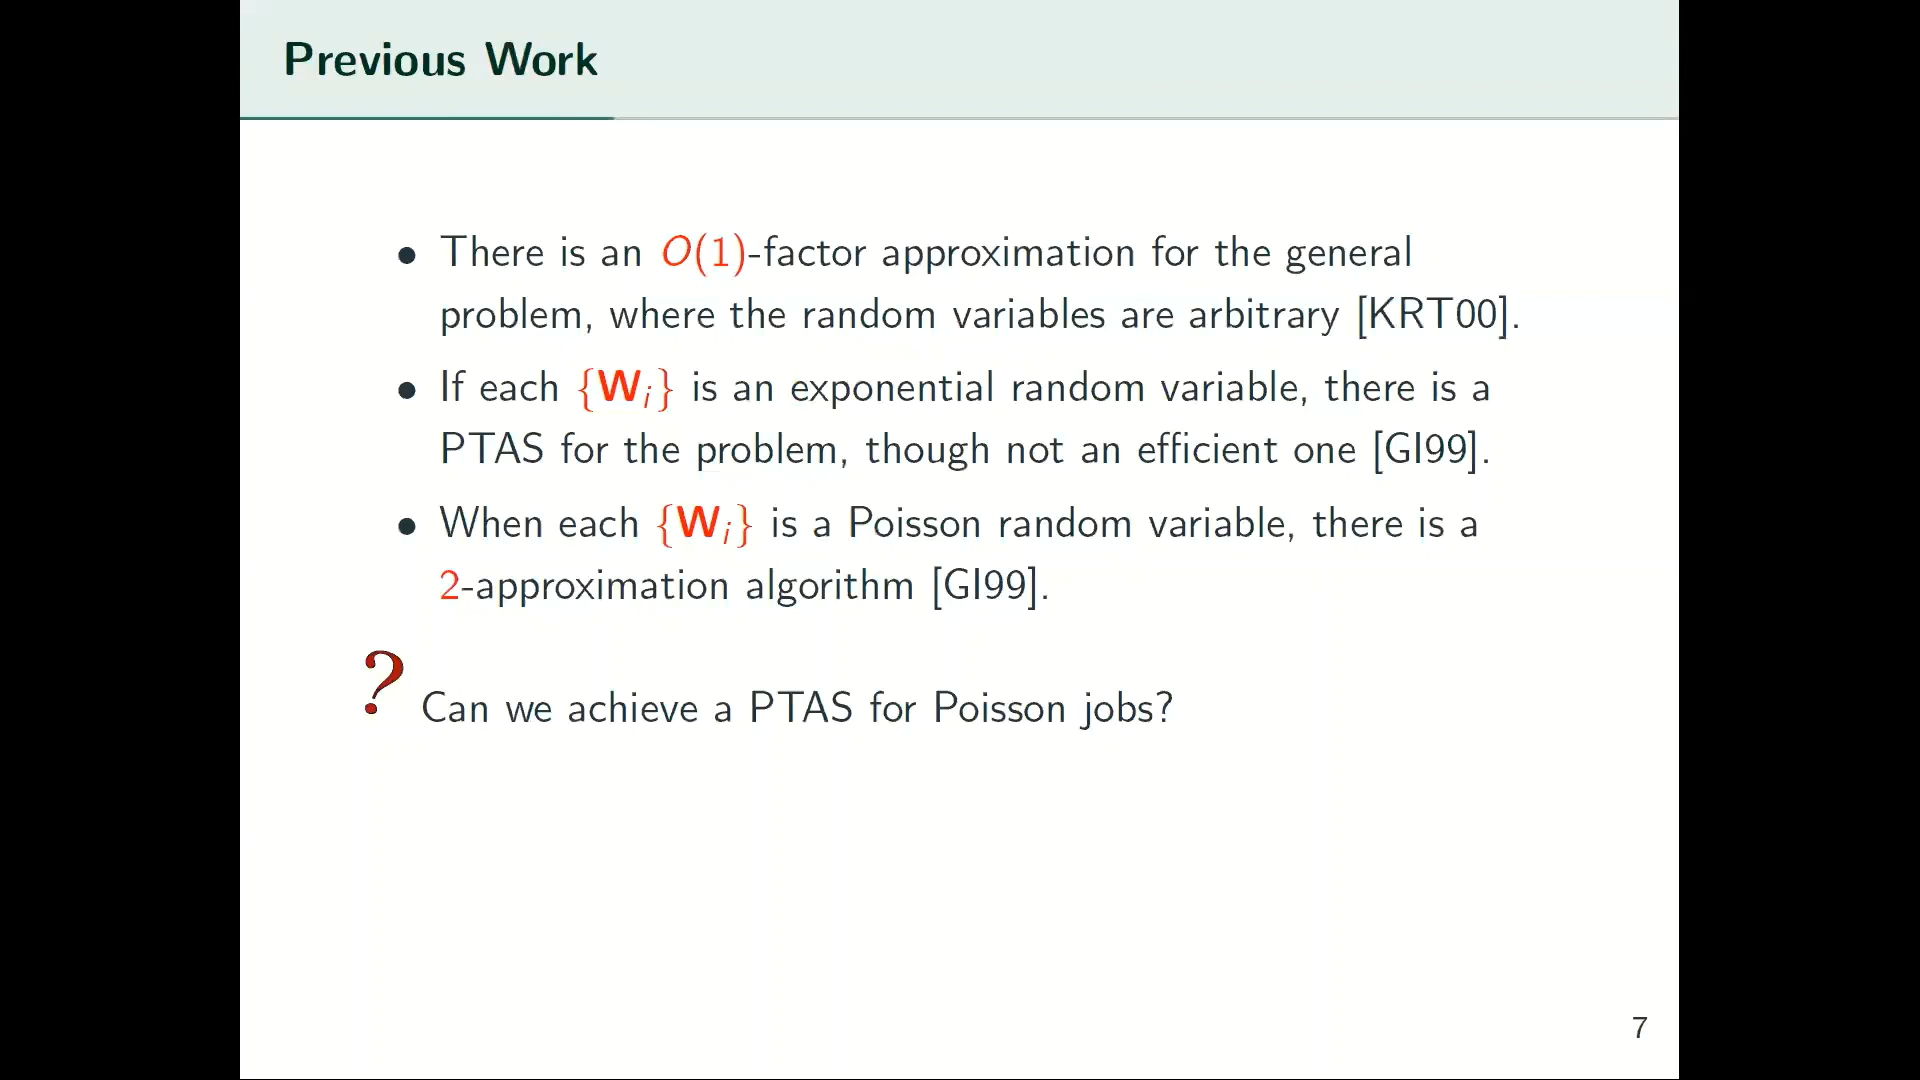 Previous Work
• There is an O(1)-factor approximation for the general
problem, where the random variables are arbitrary [KRT00].
• If each {Wᵢ} is an exponential random variable, there is a
PTAS for the problem, though not an efficient one [GI99].
• When each {Wᵢ} is a Poisson random variable, there is a
2-approximation algorithm [GI99].
? Can we achieve a PTAS for Poisson jobs?
7